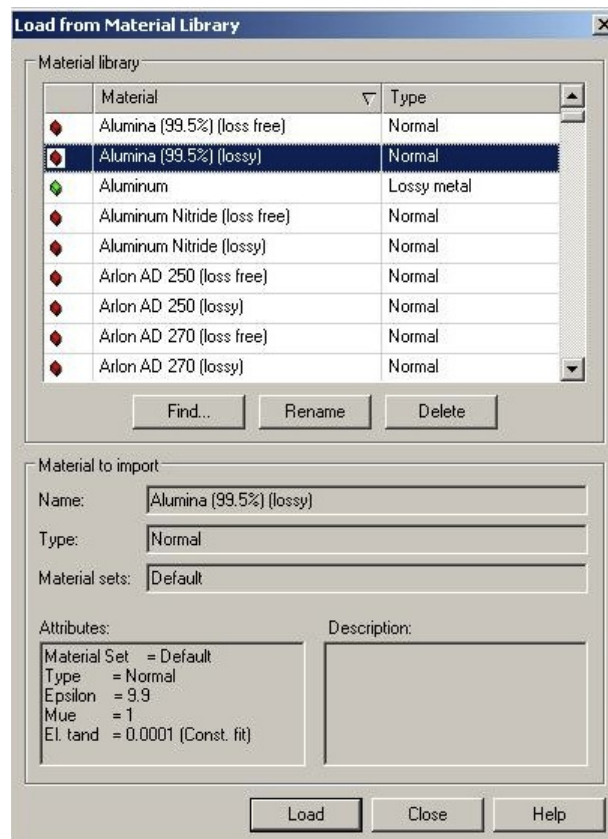 Load from Material Library
Material library
Material Type
Alumina (99.5%) (loss free) Normal
Alumina (99.5%) (lossy) Normal
Aluminum Lossy metal
Aluminum Nitride (loss free) Normal
Aluminum Nitride (lossy) Normal
Arlon AD 250 (loss free) Normal
Arlon AD 250 (lossy) Normal
Arlon AD 270 (loss free) Normal
Arlon AD 270 (lossy) Normal
Find... Rename Delete
Material to import
Name: Alumina (99.5%) (lossy)
Type: Normal
Material sets: Default
Attributes: Description:
Material Set = Default
Type = Normal
Epsilon = 9.9
Mue = 1
El. tand = 0.0001 (Const. fit)
Load Close Help